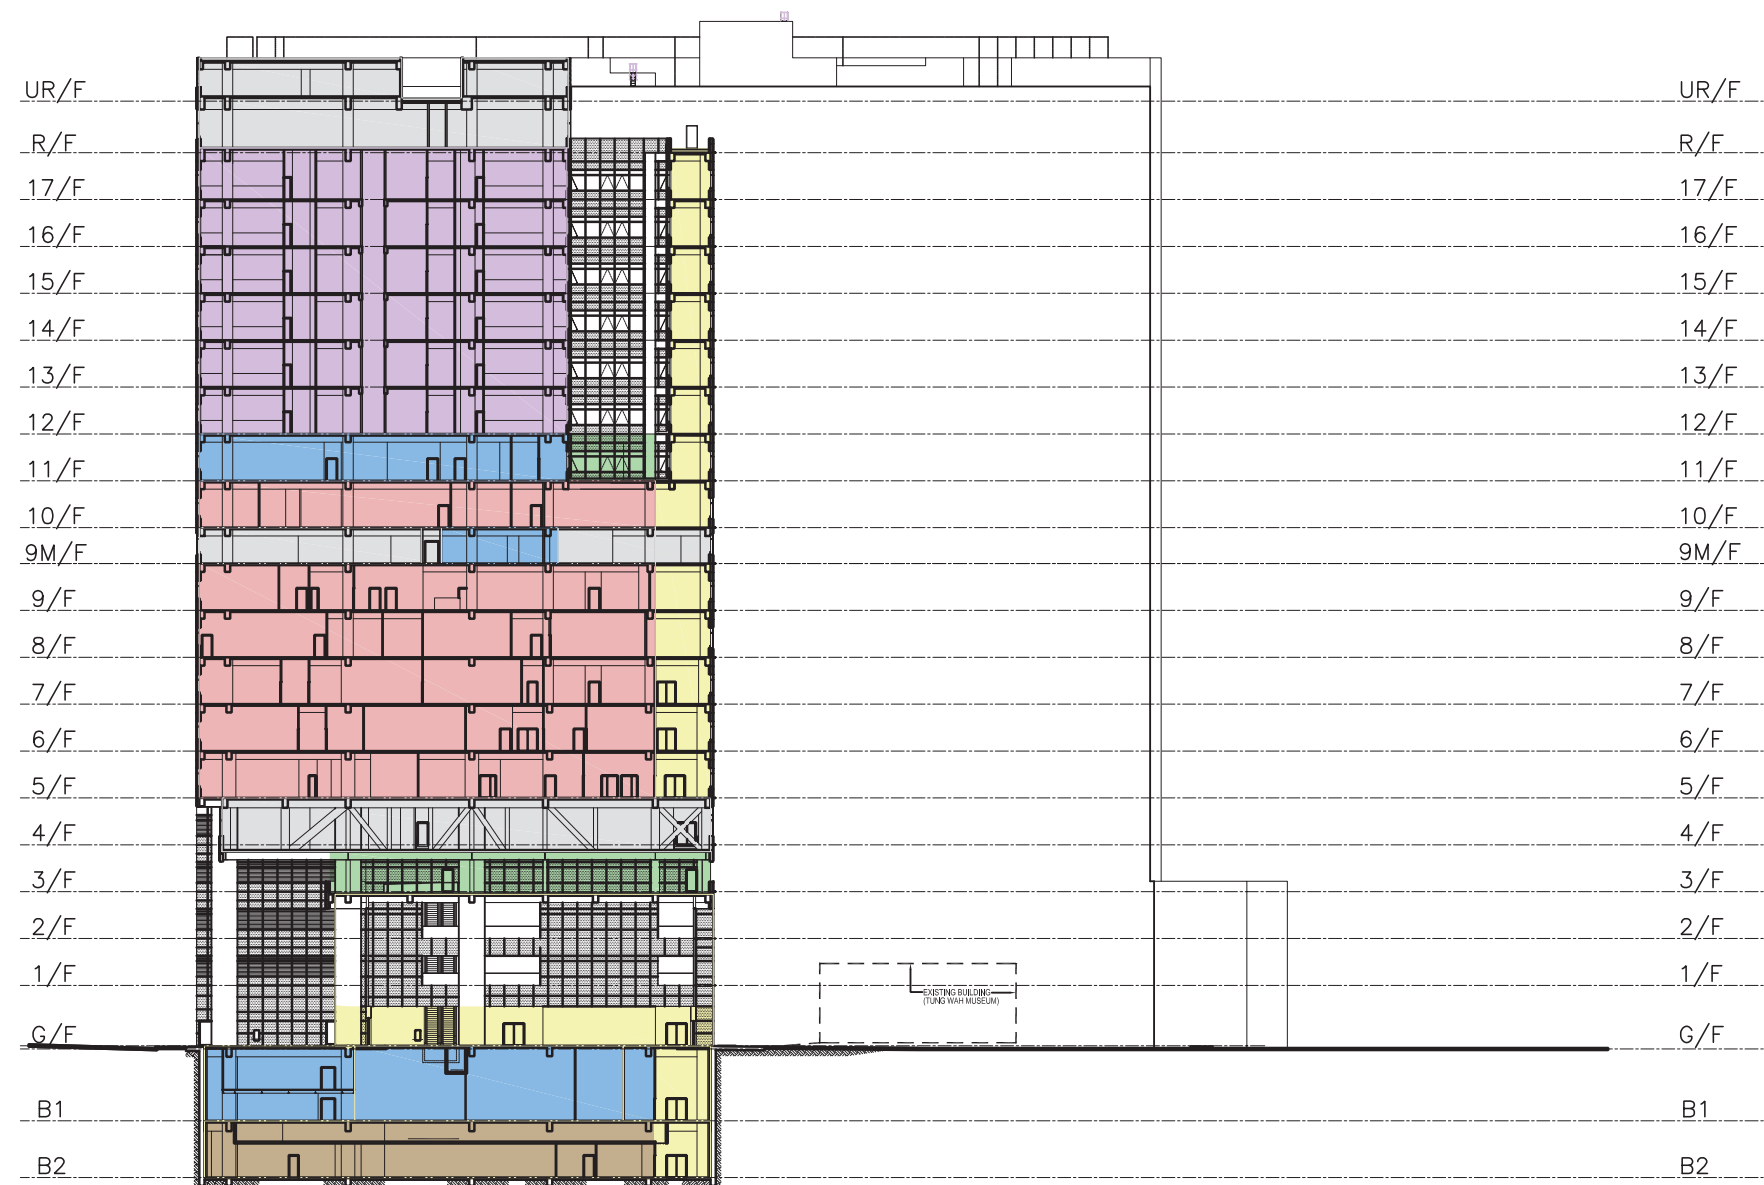 UR/F UR/F
R/F R/F
17/F 17/F
16/F 16/F
15/F 15/F
14/F 14/F
13/F 13/F
12/F 12/F
11/F 11/F
10/F 10/F
9M/F 9M/F
9/F 9/F
8/F 8/F
7/F 7/F
6/F 6/F
5/F 5/F
4/F 4/F
3/F 3/F
2/F 2/F
1/F 1/F
EXISTING BUILDING
(TUNG WAH MUSEUM)
G/F G/F
B1 B1
B2 B2